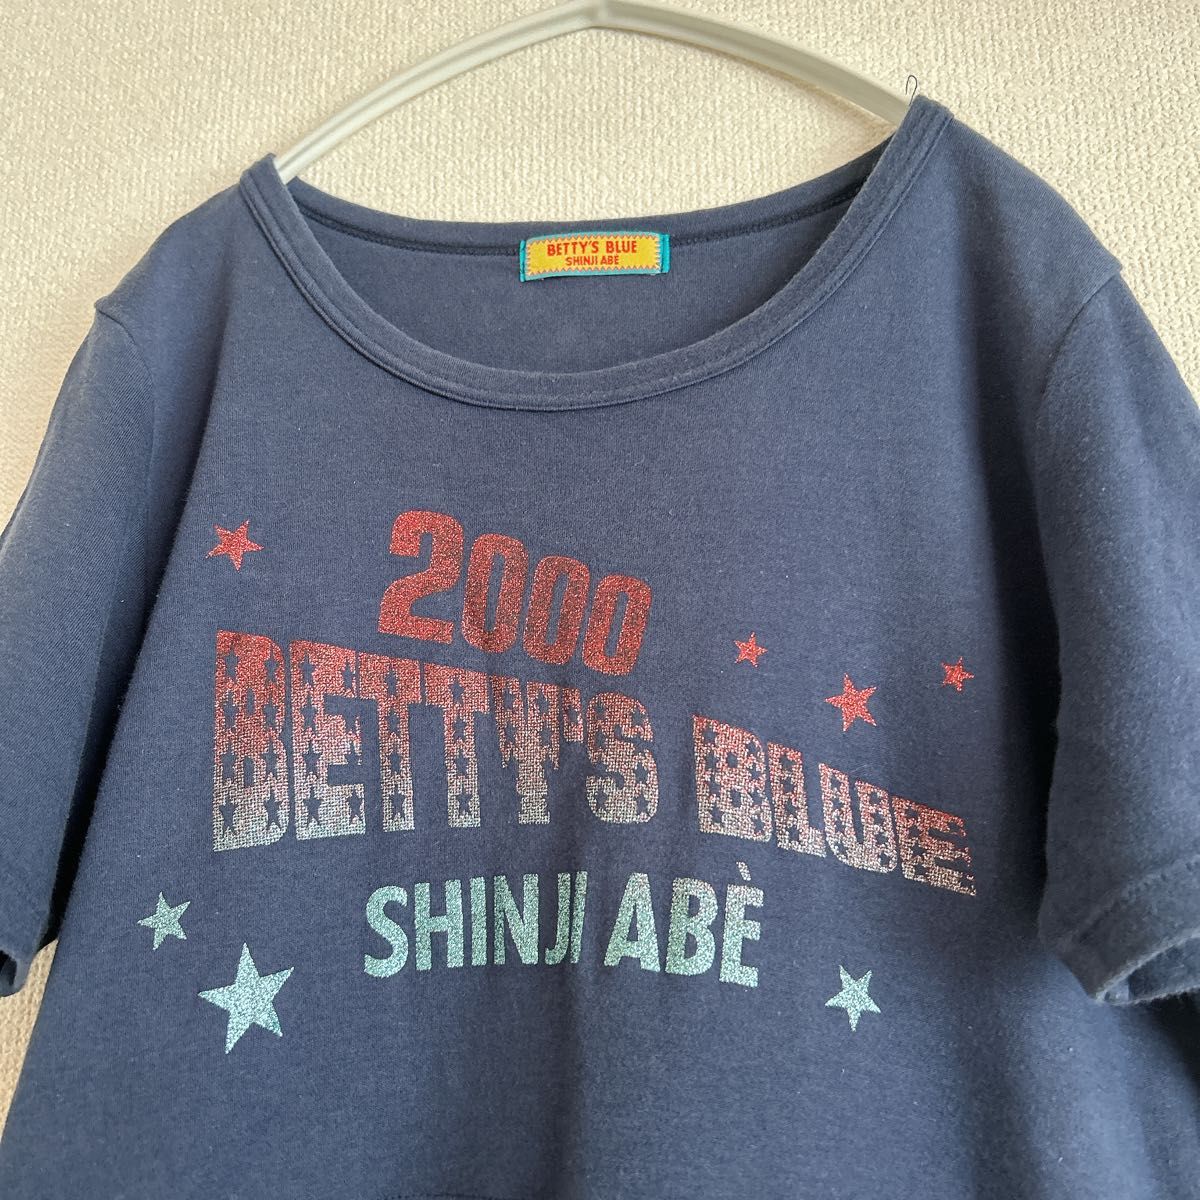 BETTY'S BLUE
SHINJI ABE
2000
BETTY'S BLUE
SHINJI ABÈ